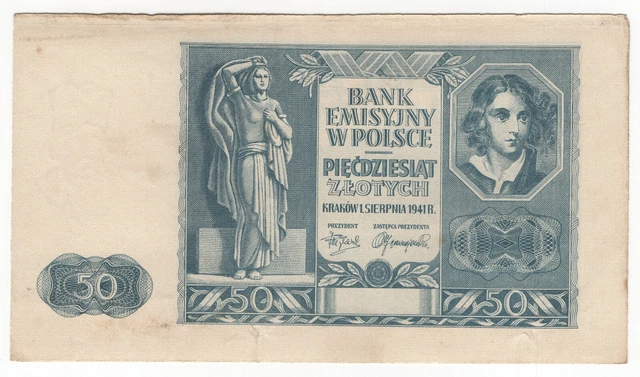 BANK
EMISYJNY
W POLSCE
PIĘĆDZIESIĄT
ZŁOTYCH
KRAKÓW 1. SIERPNIA 1941 R.
PREZYDENT ZASTĘPCA PREZYDENTA
50
50 50